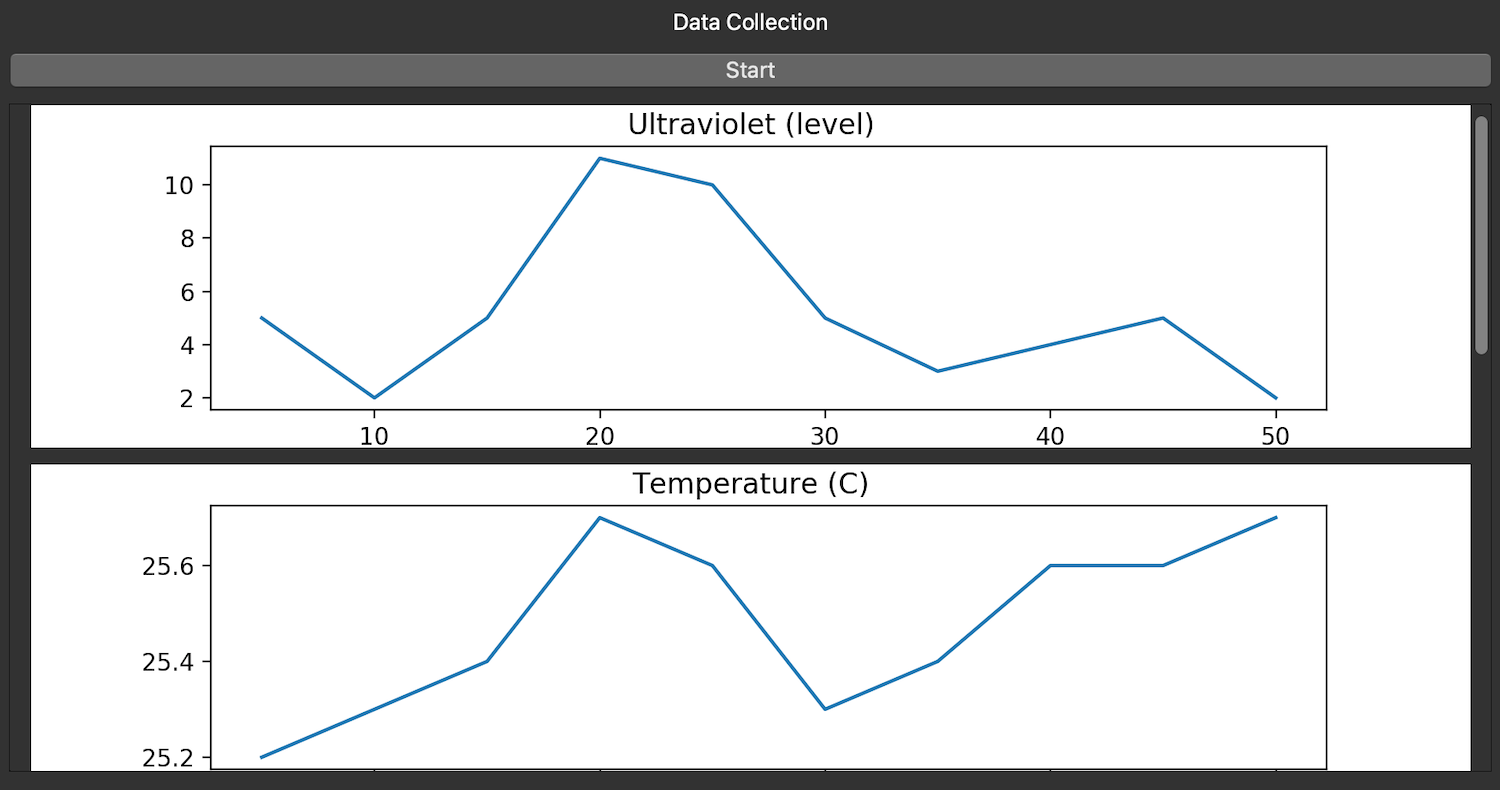 Data Collection
Start
Ultraviolet (level)
10
8
6
4
2
10 20 30 40 50
Temperature (C)
25.6
25.4
25.2